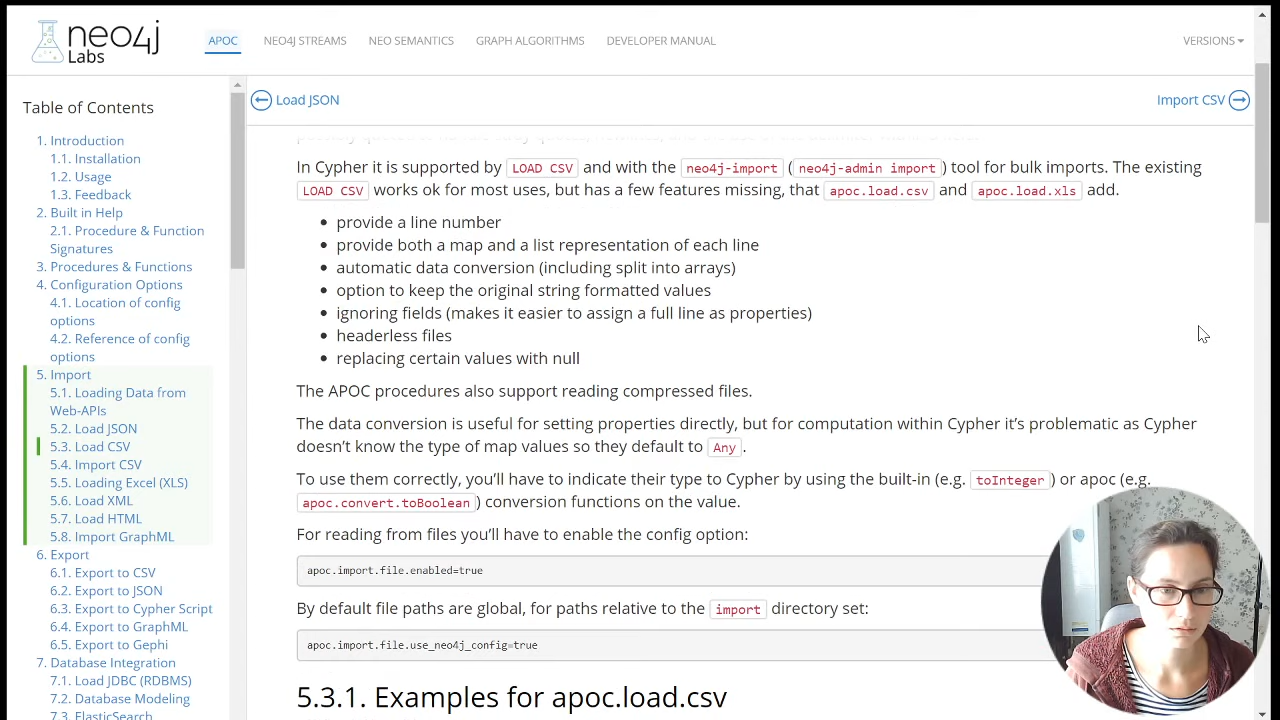 neo4j
Labs
APOC
NEO4J STREAMS
NEO SEMANTICS
GRAPH ALGORITHMS
DEVELOPER MANUAL
VERSIONS
Table of Contents
1. Introduction
1.1. Installation
1.2. Usage
1.3. Feedback
2. Built in Help
2.1. Procedure & Function
Signatures
3. Procedures & Functions
4. Configuration Options
4.1. Location of config
options
4.2. Reference of config
options
5. Import
5.1. Loading Data from
Web-APIs
5.2. Load JSON
5.3. Load CSV
5.4. Import CSV
5.5. Loading Excel (XLS)
5.6. Load XML
5.7. Load HTML
5.8. Import GraphML
6. Export
6.1. Export to CSV
6.2. Export to JSON
6.3. Export to Cypher Script
6.4. Export to GraphML
6.5. Export to Gephi
7. Database Integration
7.1. Load JDBC (RDBMS)
7.2. Database Modeling
7.3. ElasticSearch
Load JSON
Import CSV
In Cypher it is supported by LOAD CSV and with the neo4j-import (neo4j-admin import) tool for bulk imports. The existing
LOAD CSV works ok for most uses, but has a few features missing, that apoc.load.csv and apoc.load.xls add.
• provide a line number
• provide both a map and a list representation of each line
• automatic data conversion (including split into arrays)
• option to keep the original string formatted values
• ignoring fields (makes it easier to assign a full line as properties)
• headerless files
• replacing certain values with null
The APOC procedures also support reading compressed files.
The data conversion is useful for setting properties directly, but for computation within Cypher it's problematic as Cypher
doesn't know the type of map values so they default to Any.
To use them correctly, you'll have to indicate their type to Cypher by using the built-in (e.g. toInteger) or apoc (e.g.
apoc.convert.toBoolean) conversion functions on the value.
For reading from files you'll have to enable the config option:
apoc.import.file.enabled=true
By default file paths are global, for paths relative to the import directory set:
apoc.import.file.use_neo4j_config=true
5.3.1. Examples for apoc.load.csv